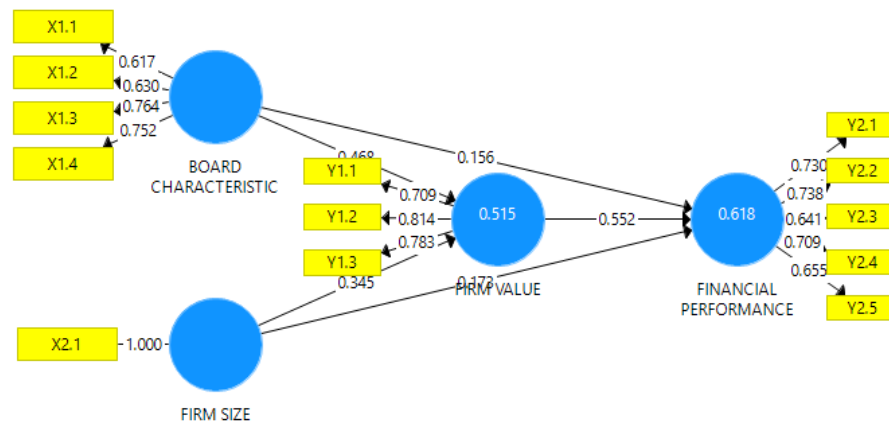 X1.1
X1.2
X1.3
X1.4
0.617
0.630
0.764
0.752
BOARD
CHARACTERISTIC
0.468
0.156
Y1.1
Y1.2
Y1.3
0.709
0.814
0.783
0.345
0.515
FIRM VALUE
0.552
0.173
0.618
FINANCIAL
PERFORMANCE
0.730
0.738
0.641
0.709
0.655
Y2.1
Y2.2
Y2.3
Y2.4
Y2.5
X2.1
1.000
FIRM SIZE